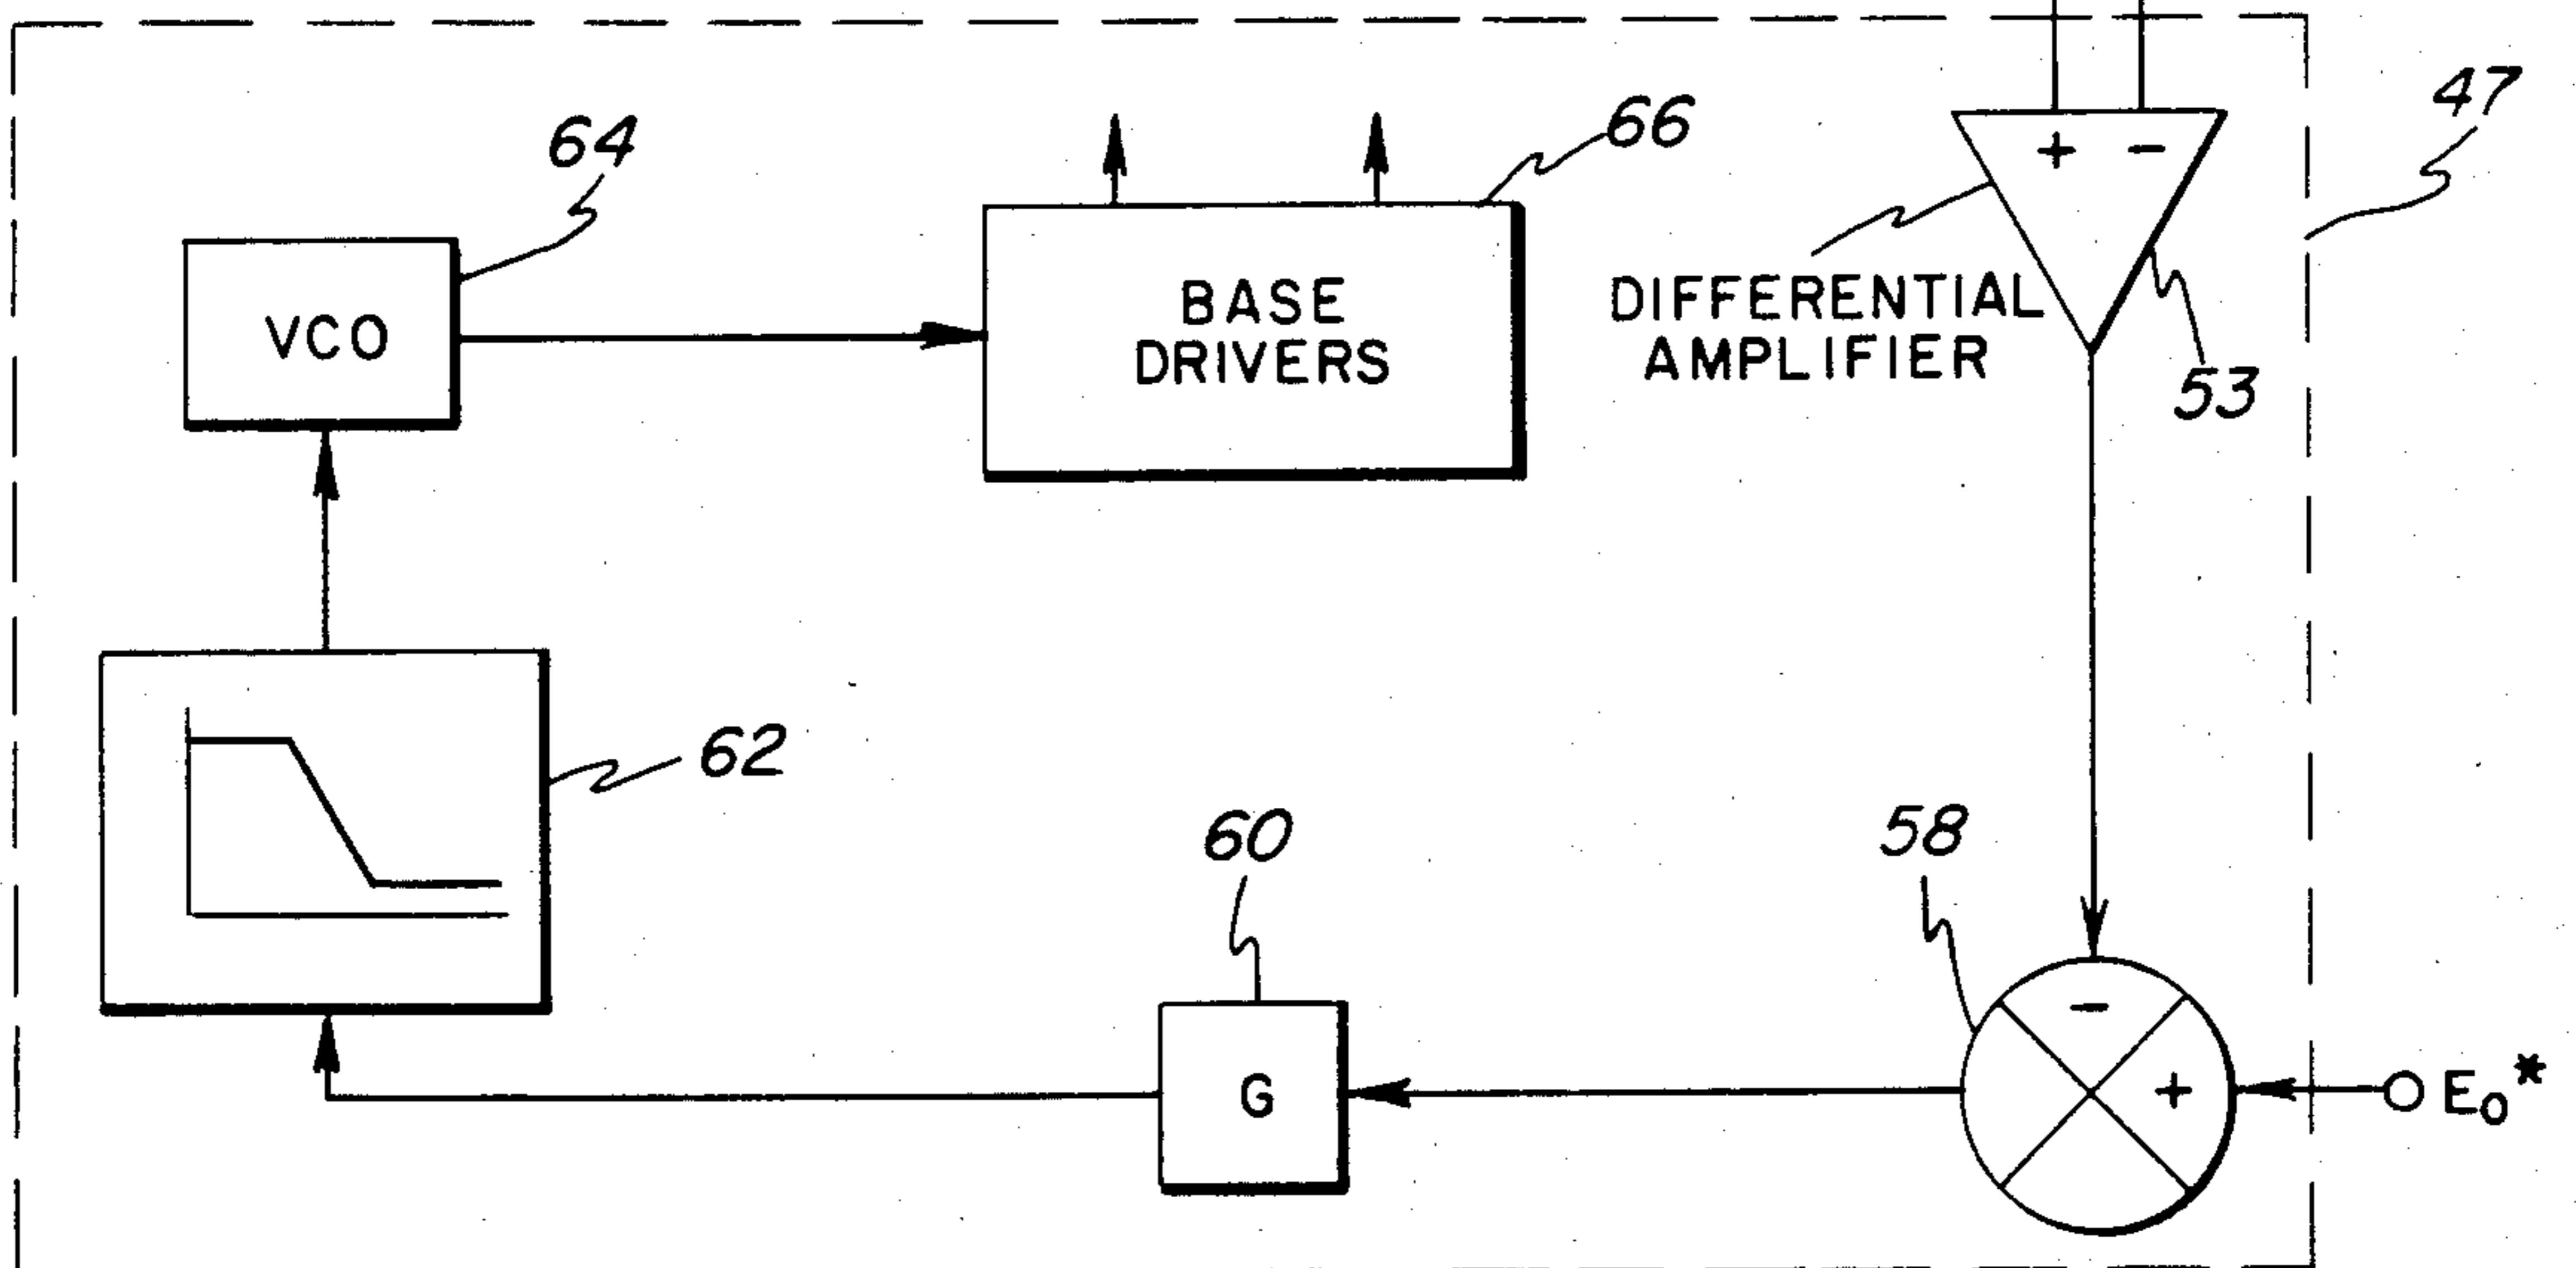 47
64
66
+ -
VCO
BASE
DRIVERS
DIFFERENTIAL
AMPLIFIER
53
62
60
58
-
+
G
E₀*